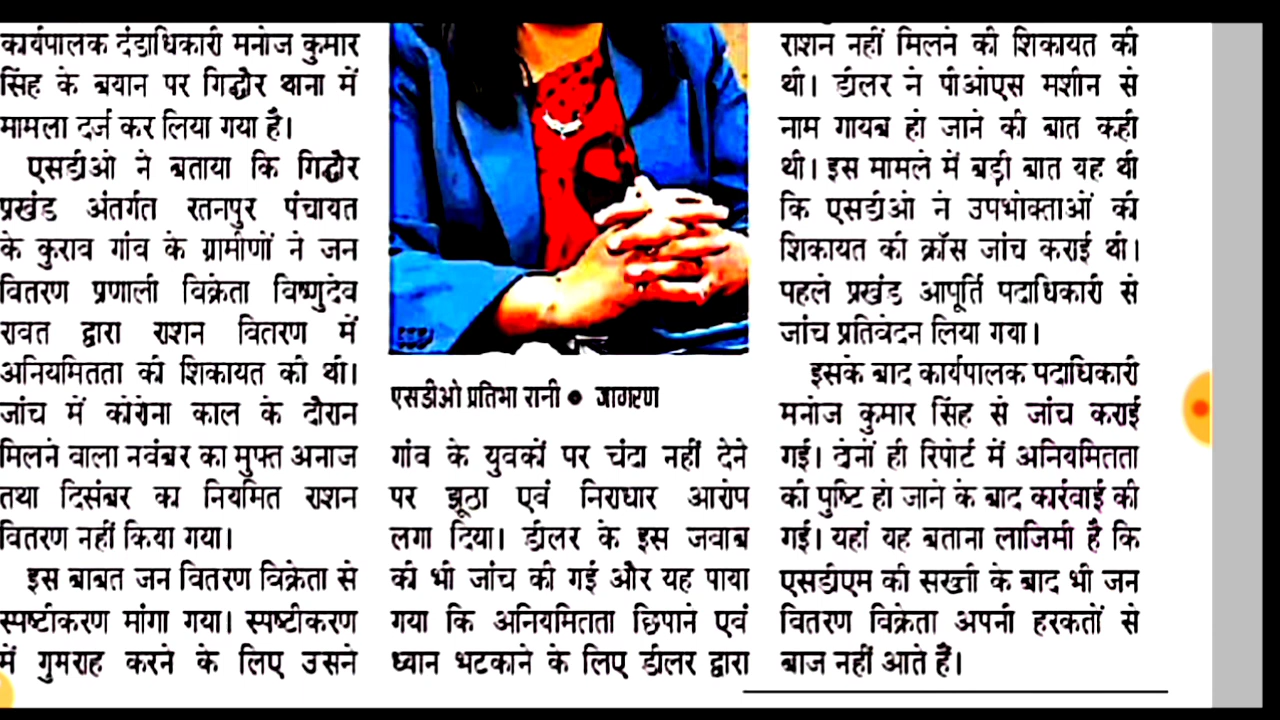 कार्यपालक दंडाधिकारी मनोज कुमार
सिंह के बयान पर गिद्धौर थाना में
मामला दर्ज कर लिया गया है।
एसडीओ ने बताया कि गिद्धौर
प्रखंड अंतर्गत रतनपुर पंचायत
के कुराव गांव के ग्रामीणों ने जन
वितरण प्रणाली विक्रेता विष्णुदेव
रावत द्वारा राशन वितरण में
अनियमितता की शिकायत की थी।
जांच में कोरोना काल के दौरान
मिलने वाला नवंबर का मुफ्त अनाज
तथा दिसंबर का नियमित राशन
वितरण नहीं किया गया।
इस बाबत जन वितरण विक्रेता से
स्पष्टीकरण मांगा गया। स्पष्टीकरण
में गुमराह करने के लिए उसने
एसडीओ प्रतिभा रानी ● जागरण
गांव के युवकों पर चंदा नहीं देने
पर झूठा एवं निराधार आरोप
लगा दिया। डीलर के इस जवाब
की भी जांच की गई और यह पाया
गया कि अनियमितता छिपाने एवं
ध्यान भटकाने के लिए डीलर द्वारा
राशन नहीं मिलने की शिकायत की
थी। डीलर ने पीओएस मशीन से
नाम गायब हो जाने की बात कही
थी। इस मामले में बड़ी बात यह थी
कि एसडीओ ने उपभोक्ताओं की
शिकायत की क्रॉस जांच कराई थी।
पहले प्रखंड आपूर्ति पदाधिकारी से
जांच प्रतिवेदन लिया गया।
इसके बाद कार्यपालक पदाधिकारी
मनोज कुमार सिंह से जांच कराई
गई। दोनों ही रिपोर्ट में अनियमितता
की पुष्टि हो जाने के बाद कार्रवाई की
गई। यहां यह बताना लाजिमी है कि
एसडीएम की सख्ती के बाद भी जन
वितरण विक्रेता अपनी हरकतों से
बाज नहीं आते हैं।